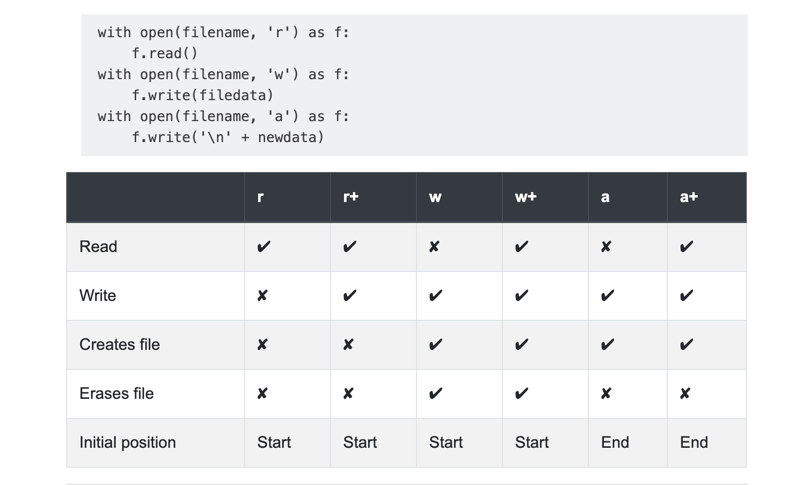 with open(filename, 'r') as f:
    f.read()
with open(filename, 'w') as f:
    f.write(filedata)
with open(filename, 'a') as f:
    f.write('\n' + newdata)
r r+ w w+ a a+
Read ✔ ✔ ✘ ✔ ✘ ✔
Write ✘ ✔ ✔ ✔ ✔ ✔
Creates file ✘ ✘ ✔ ✔ ✔ ✔
Erases file ✘ ✘ ✔ ✔ ✘ ✘
Initial position Start Start Start Start End End